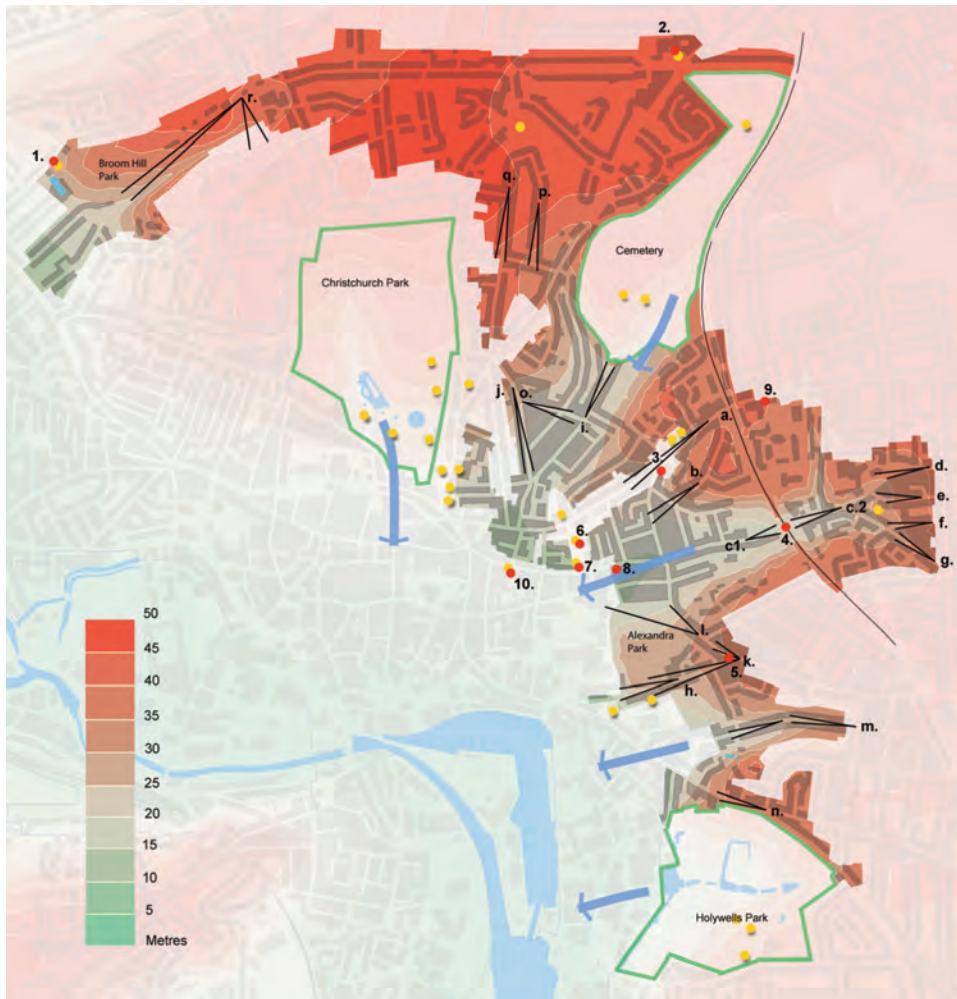 2.
r.
1.
Broom Hill
Park
q.
p.
Cemetery
Christchurch Park
j.
o.
9.
i.
a.
3
b.
d.
c.2
e.
f.
4.
c1.
g.
6.
7.
8.
10.
l.
Alexandra
Park
k.
5.
h.
m.
n.
Holywells Park
50
45
40
35
30
25
20
15
10
5
Metres